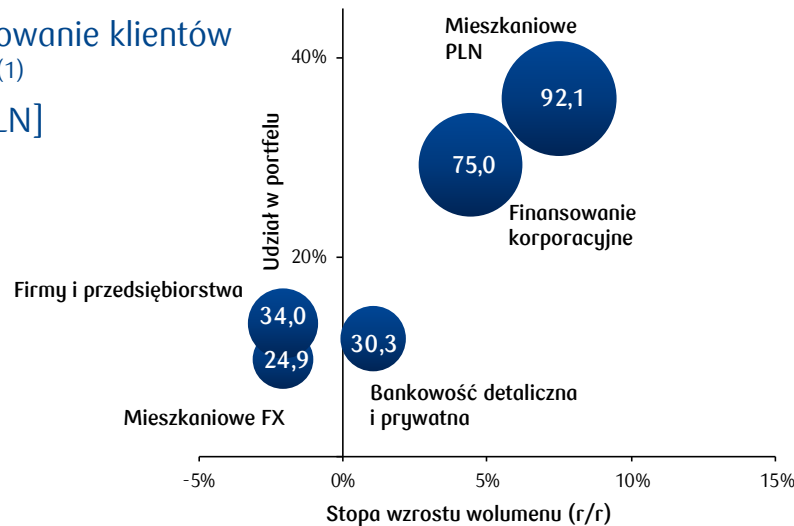 owanie klientów
(1)
LN]
Mieszkaniowe
PLN
40%
92,1
Udział w portfelu
75,0
Finansowanie
korporacyjne
20%
Firmy i przedsiębiorstwa
34,0
30,3
24,9
Bankowość detaliczna
i prywatna
Mieszkaniowe FX
-5%
0%
5%
10%
15%
Stopa wzrostu wolumenu (r/r)